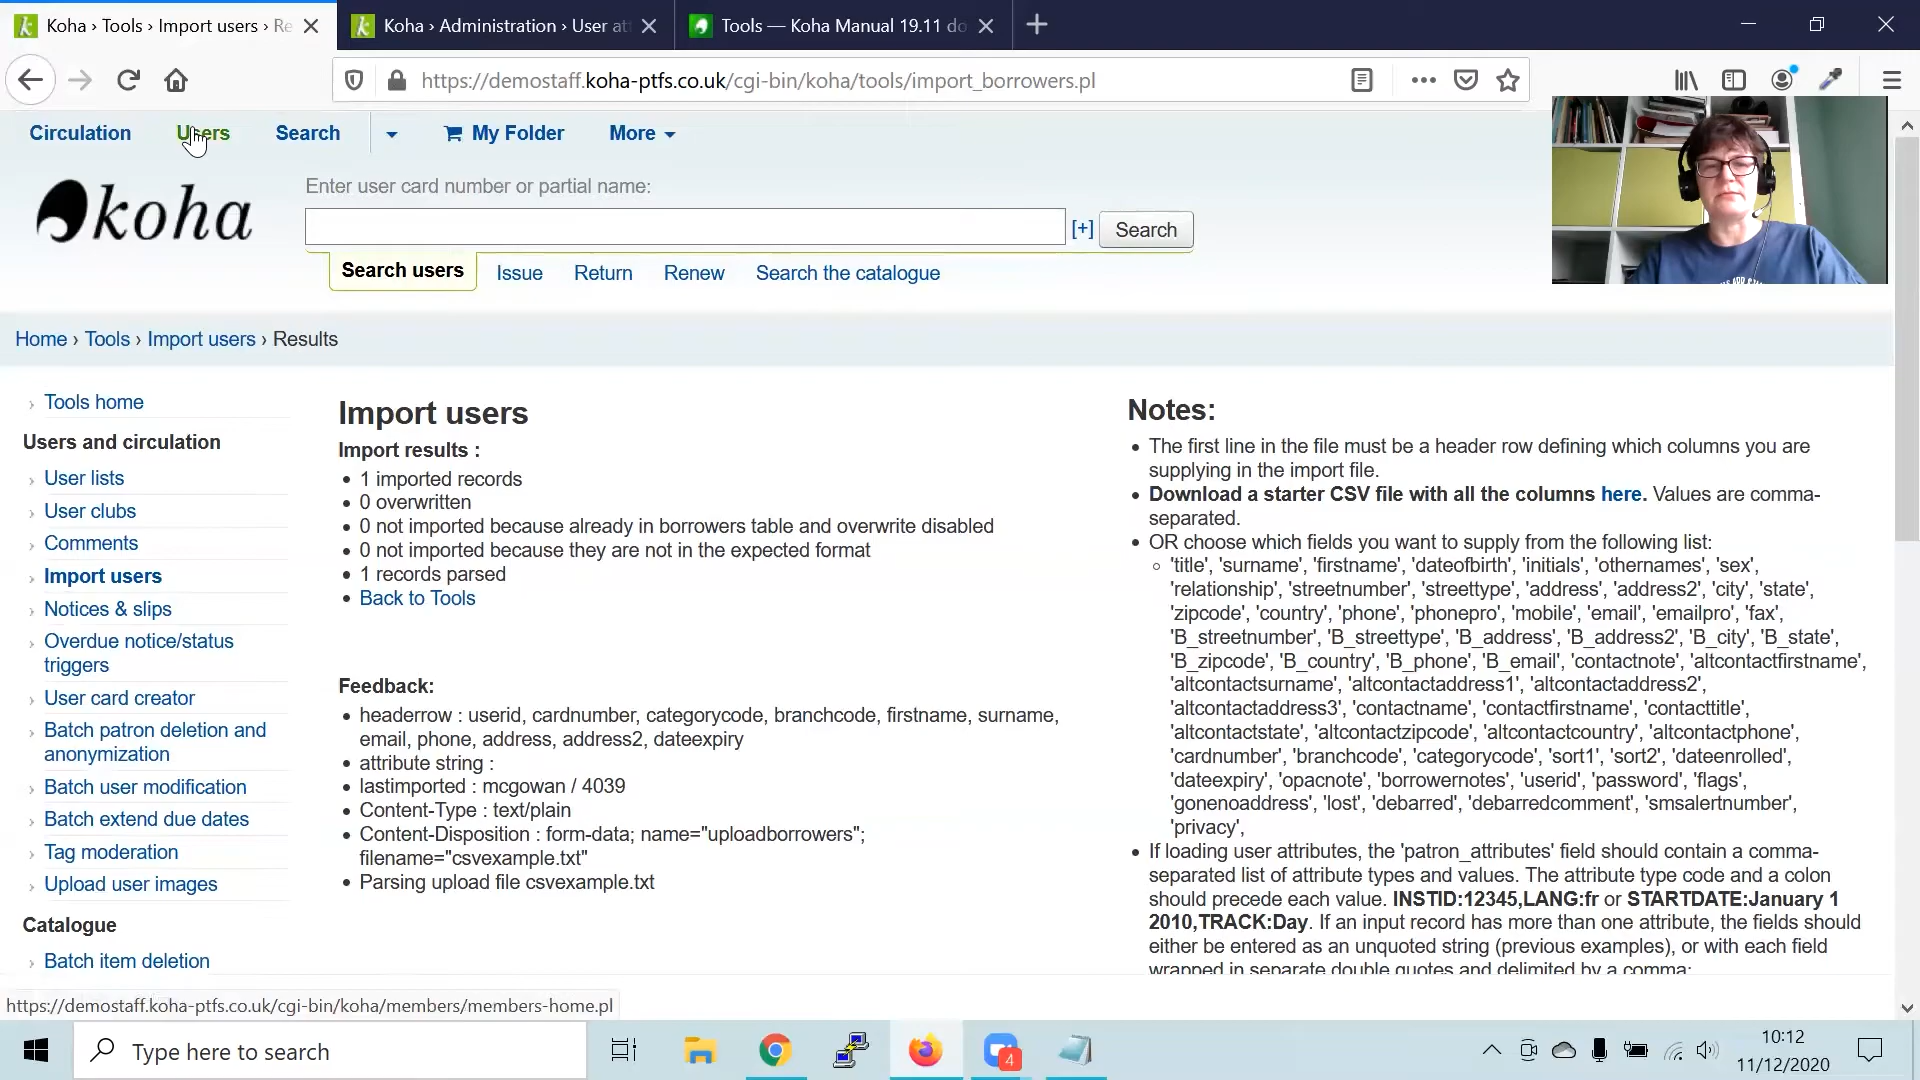 Koha › Tools › Import users › Re
Koha › Administration › User at
Tools — Koha Manual 19.11 do
https://demostaff.koha-ptfs.co.uk/cgi-bin/koha/tools/import_borrowers.pl
Circulation
Users
Search
My Folder
More
koha
Enter user card number or partial name:
[+]
Search
Search users
Issue
Return
Renew
Search the catalogue
Home › Tools › Import users › Results
Tools home
Users and circulation
User lists
User clubs
Comments
Import users
Notices & slips
Overdue notice/status
triggers
User card creator
Batch patron deletion and
anonymization
Batch user modification
Batch extend due dates
Tag moderation
Upload user images
Catalogue
Batch item deletion
Import users
Import results :
1 imported records
0 overwritten
0 not imported because already in borrowers table and overwrite disabled
0 not imported because they are not in the expected format
1 records parsed
Back to Tools
Feedback:
headerrow : userid, cardnumber, categorycode, branchcode, firstname, surname,
email, phone, address, address2, dateexpiry
attribute string :
lastimported : mcgowan / 4039
Content-Type : text/plain
Content-Disposition : form-data; name="uploadborrowers";
filename="csvexample.txt"
Parsing upload file csvexample.txt
Notes:
The first line in the file must be a header row defining which columns you are
supplying in the import file.
Download a starter CSV file with all the columns here. Values are comma-
separated.
OR choose which fields you want to supply from the following list:
'title', 'surname', 'firstname', 'dateofbirth', 'initials', 'othernames', 'sex',
'relationship', 'streetnumber', 'streettype', 'address', 'address2', 'city', 'state',
'zipcode', 'country', 'phone', 'phonepro', 'mobile', 'email', 'emailpro', 'fax',
'B_streetnumber', 'B_streettype', 'B_address', 'B_address2', 'B_city', 'B_state',
'B_zipcode', 'B_country', 'B_phone', 'B_email', 'contactnote', 'altcontactfirstname',
'altcontactsurname', 'altcontactaddress1', 'altcontactaddress2',
'altcontactaddress3', 'contactname', 'contactfirstname', 'contacttitle',
'altcontactstate', 'altcontactzipcode', 'altcontactcountry', 'altcontactphone',
'cardnumber', 'branchcode', 'categorycode', 'sort1', 'sort2', 'dateenrolled',
'dateexpiry', 'opacnote', 'borrowernotes', 'userid', 'password', 'flags',
'gonenoaddress', 'lost', 'debarred', 'debarredcomment', 'smsalertnumber',
'privacy',
If loading user attributes, the 'patron_attributes' field should contain a comma-
separated list of attribute types and values. The attribute type code and a colon
should precede each value. INSTID:12345,LANG:fr or STARTDATE:January 1
2010,TRACK:Day. If an input record has more than one attribute, the fields should
either be entered as an unquoted string (previous examples), or with each field
wrapped in separate double quotes and delimited by a comma:
https://demostaff.koha-ptfs.co.uk/cgi-bin/koha/members/members-home.pl
Type here to search
4
10:12
11/12/2020